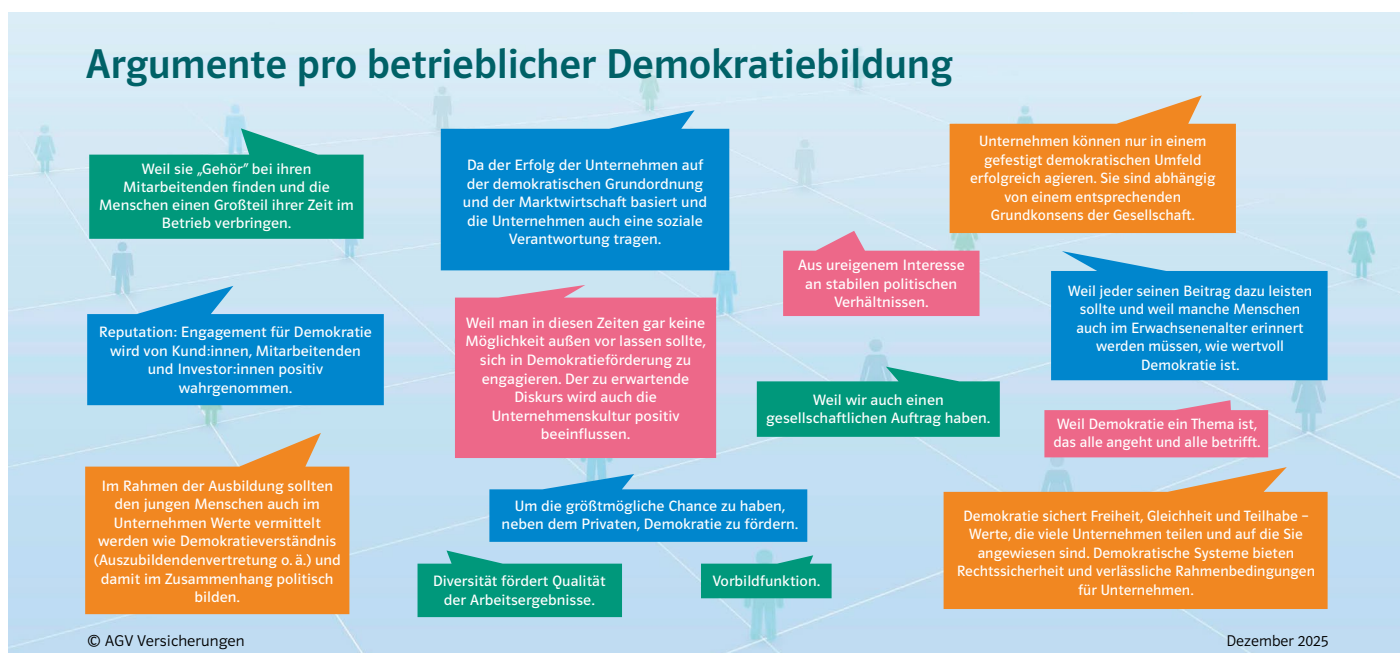 Argumente pro betrieblicher Demokratiebildung
Weil sie „Gehör” bei ihren
Mitarbeitenden finden und die
Menschen einen Großteil ihrer Zeit im
Betrieb verbringen.
Da der Erfolg der Unternehmen auf
der demokratischen Grundordnung
und der Marktwirtschaft basiert und
die Unternehmen auch eine soziale
Verantwortung tragen.
Unternehmen können nur in einem
gefestigt demokratischen Umfeld
erfolgreich agieren. Sie sind abhängig
von einem entsprechenden
Grundkonsens der Gesellschaft.
Aus ureigenem Interesse
an stabilen politischen
Verhältnissen.
Reputation: Engagement für Demokratie
wird von Kund:innen, Mitarbeitenden
und Investor:innen positiv
wahrgenommen.
Weil man in diesen Zeiten gar keine
Möglichkeit außen vor lassen sollte,
sich in Demokratieförderung zu
engagieren. Der zu erwartende
Diskurs wird auch die
Unternehmenskultur positiv
beeinflussen.
Weil jeder seinen Beitrag dazu leisten
sollte und weil manche Menschen
auch im Erwachsenenalter erinnert
werden müssen, wie wertvoll
Demokratie ist.
Weil wir auch einen
gesellschaftlichen Auftrag haben.
Weil Demokratie ein Thema ist,
das alle angeht und alle betrifft.
Im Rahmen der Ausbildung sollten
den jungen Menschen auch im
Unternehmen Werte vermittelt
werden wie Demokratieverständnis
(Auszubildendenvertretung o. ä.) und
damit im Zusammenhang politisch
bilden.
Um die größtmögliche Chance zu haben,
neben dem Privaten, Demokratie zu fördern.
Demokratie sichert Freiheit, Gleichheit und Teilhabe –
Werte, die viele Unternehmen teilen und auf die Sie
angewiesen sind. Demokratische Systeme bieten
Rechtssicherheit und verlässliche Rahmenbedingungen
für Unternehmen.
Diversität fördert Qualität
der Arbeitsergebnisse.
Vorbildfunktion.
© AGV Versicherungen
Dezember 2025